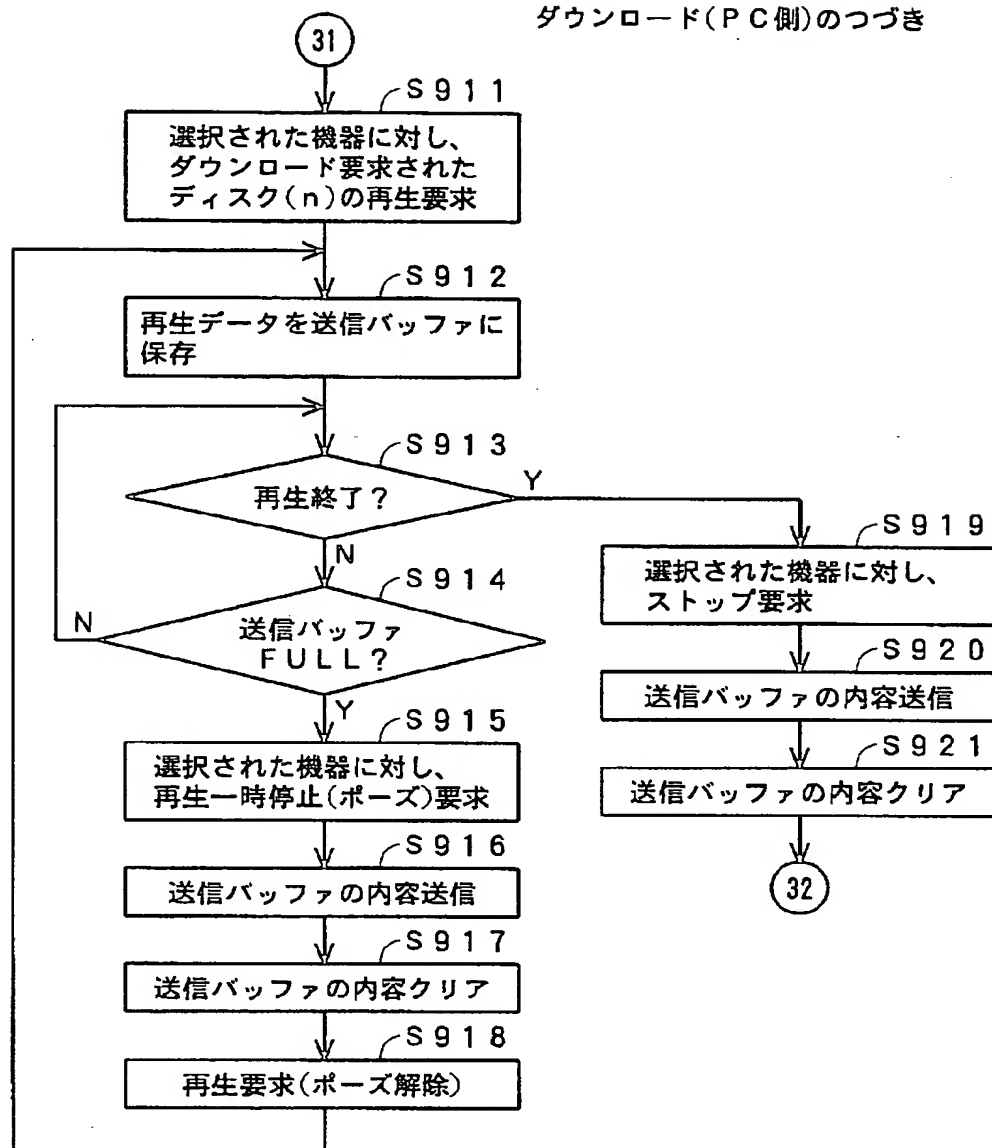 ダウンロード(PC側)のつづき
31
S911
選択された機器に対し、
ダウンロード要求された
ディスク(n)の再生要求
S912
再生データを送信バッファに
保存
S913
再生終了?
Y
N
S914
送信バッファ
FULL?
N
Y
S915
選択された機器に対し、
再生一時停止(ポーズ)要求
S916
送信バッファの内容送信
S917
送信バッファの内容クリア
S918
再生要求(ポーズ解除)
S919
選択された機器に対し、
ストップ要求
S920
送信バッファの内容送信
S921
送信バッファの内容クリア
32